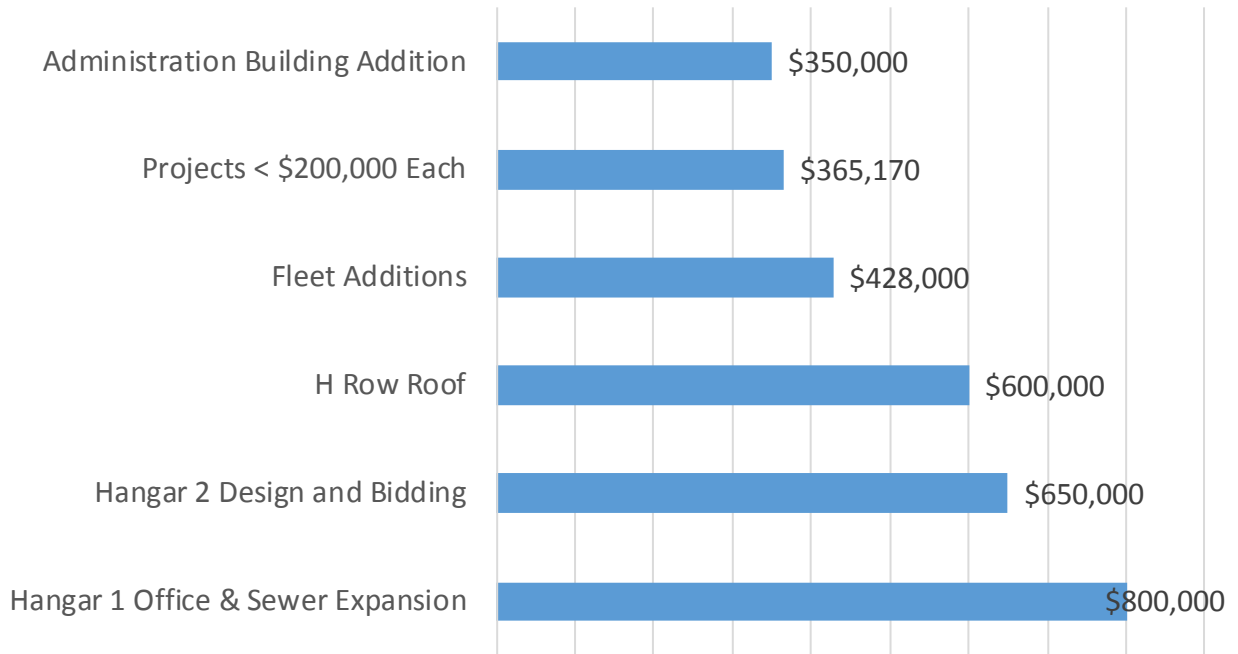 Administration Building Addition $350,000
Projects < $200,000 Each $365,170
Fleet Additions $428,000
H Row Roof $600,000
Hangar 2 Design and Bidding $650,000
Hangar 1 Office & Sewer Expansion $800,000